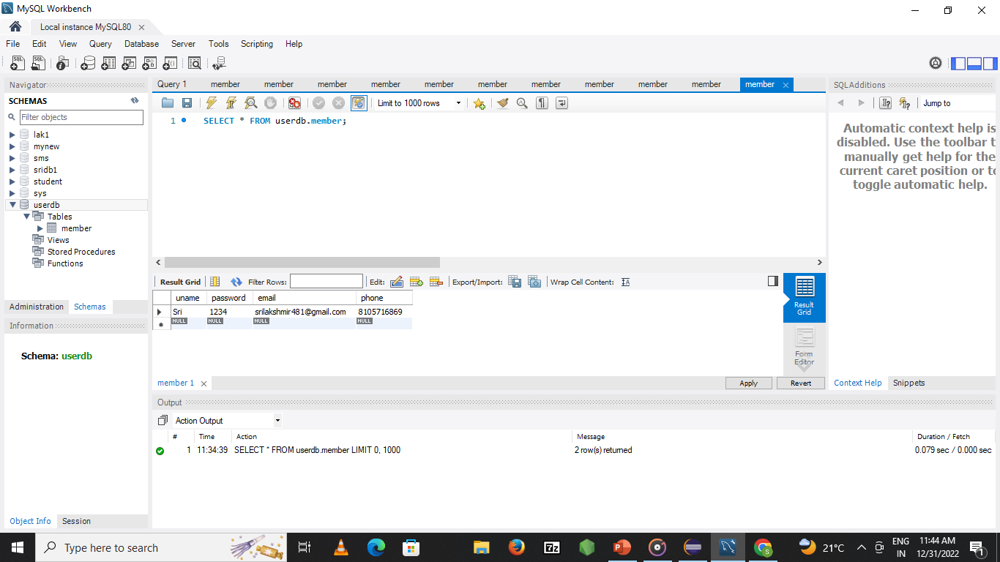 MySQL Workbench
Local instance MySQL80
File Edit View Query Database Server Tools Scripting Help
Navigator
SCHEMAS
Filter objects
lak1
mynew
sms
sridb1
student
sys
userdb
Tables
member
Views
Stored Procedures
Functions
Administration Schemas
Information
Schema: userdb
Object Info Session
Query 1 member member member member member member member member member member member
Limit to 1000 rows
1 SELECT * FROM userdb.member;
Result Grid Filter Rows: Edit: Export/Import: Wrap Cell Content: IA
uname password email phone
Sri 1234 srilakshmir481@gmail.com 8105716869
NULL NULL NULL NULL
Result
Grid
Form
Editor
member 1 Apply Revert
SQLAdditions
Jump to
Automatic context help is
disabled. Use the toolbar t
manually get help for the
current caret position or to
toggle automatic help.
Context Help Snippets
Output
Action Output
# Time Action Message Duration / Fetch
1 11:34:39 SELECT * FROM userdb.member LIMIT 0, 1000 2 row(s) returned 0.079 sec / 0.000 sec
Type here to search
7z
21°C
ENG
IN
11:44 AM
12/31/2022
1